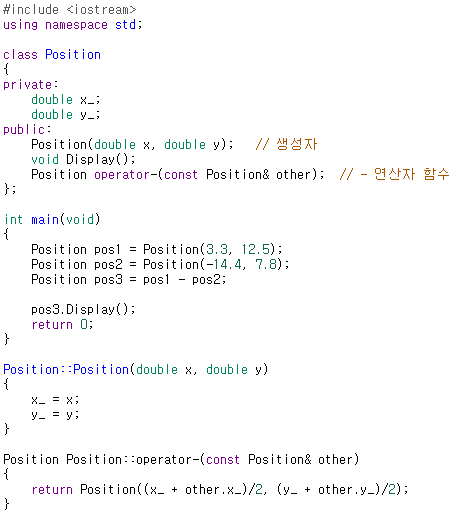 #include <iostream>
using namespace std;

class Position
{
private:
    double x_;
    double y_;
public:
    Position(double x, double y);   // 생성자
    void Display();
    Position operator-(const Position& other);  // - 연산자 함수
};

int main(void)
{
    Position pos1 = Position(3.3, 12.5);
    Position pos2 = Position(-14.4, 7.8);
    Position pos3 = pos1 - pos2;

    pos3.Display();
    return 0;
}

Position::Position(double x, double y)
{
    x_ = x;
    y_ = y;
}

Position Position::operator-(const Position& other)
{
    return Position((x_ + other.x_)/2, (y_ + other.y_)/2);
}